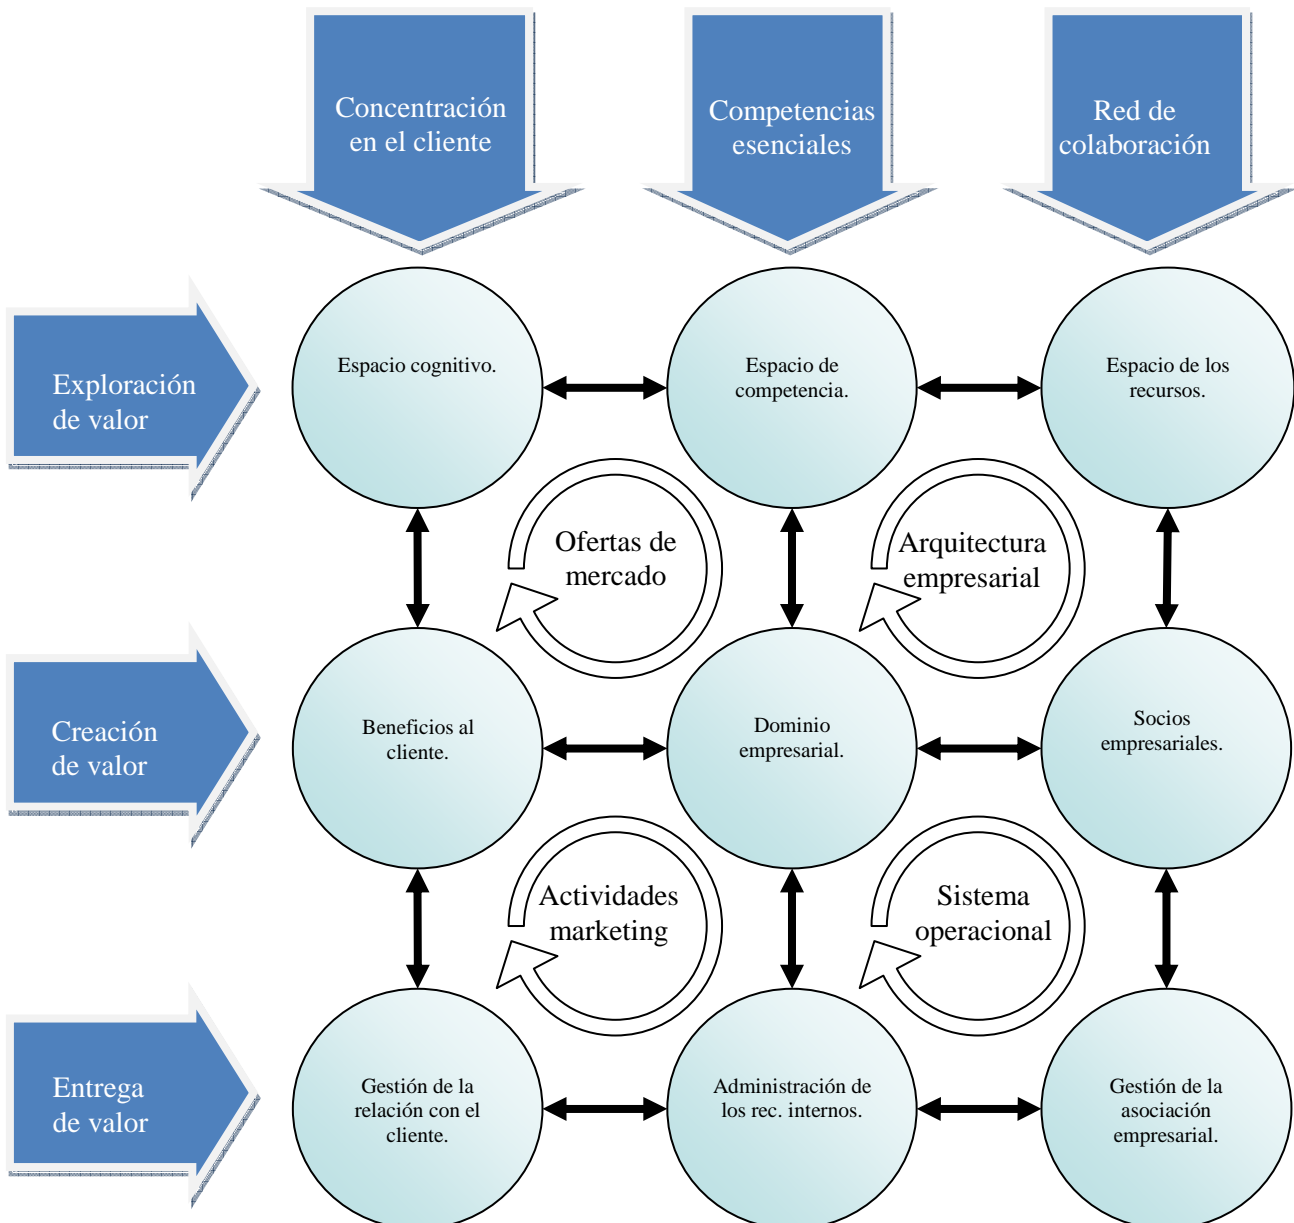 Concentración
en el cliente
Competencias
esenciales
Red de
colaboración
Exploración
de valor
Espacio cognitivo.
Espacio de
competencia.
Espacio de los
recursos.
Ofertas de
mercado
Arquitectura
empresarial
Creación
de valor
Beneficios al
cliente.
Dominio
empresarial.
Socios
empresariales.
Actividades
marketing
Sistema
operacional
Entrega
de valor
Gestión de la
relación con el
cliente.
Administración de
los rec. internos.
Gestión de la
asociación
empresarial.